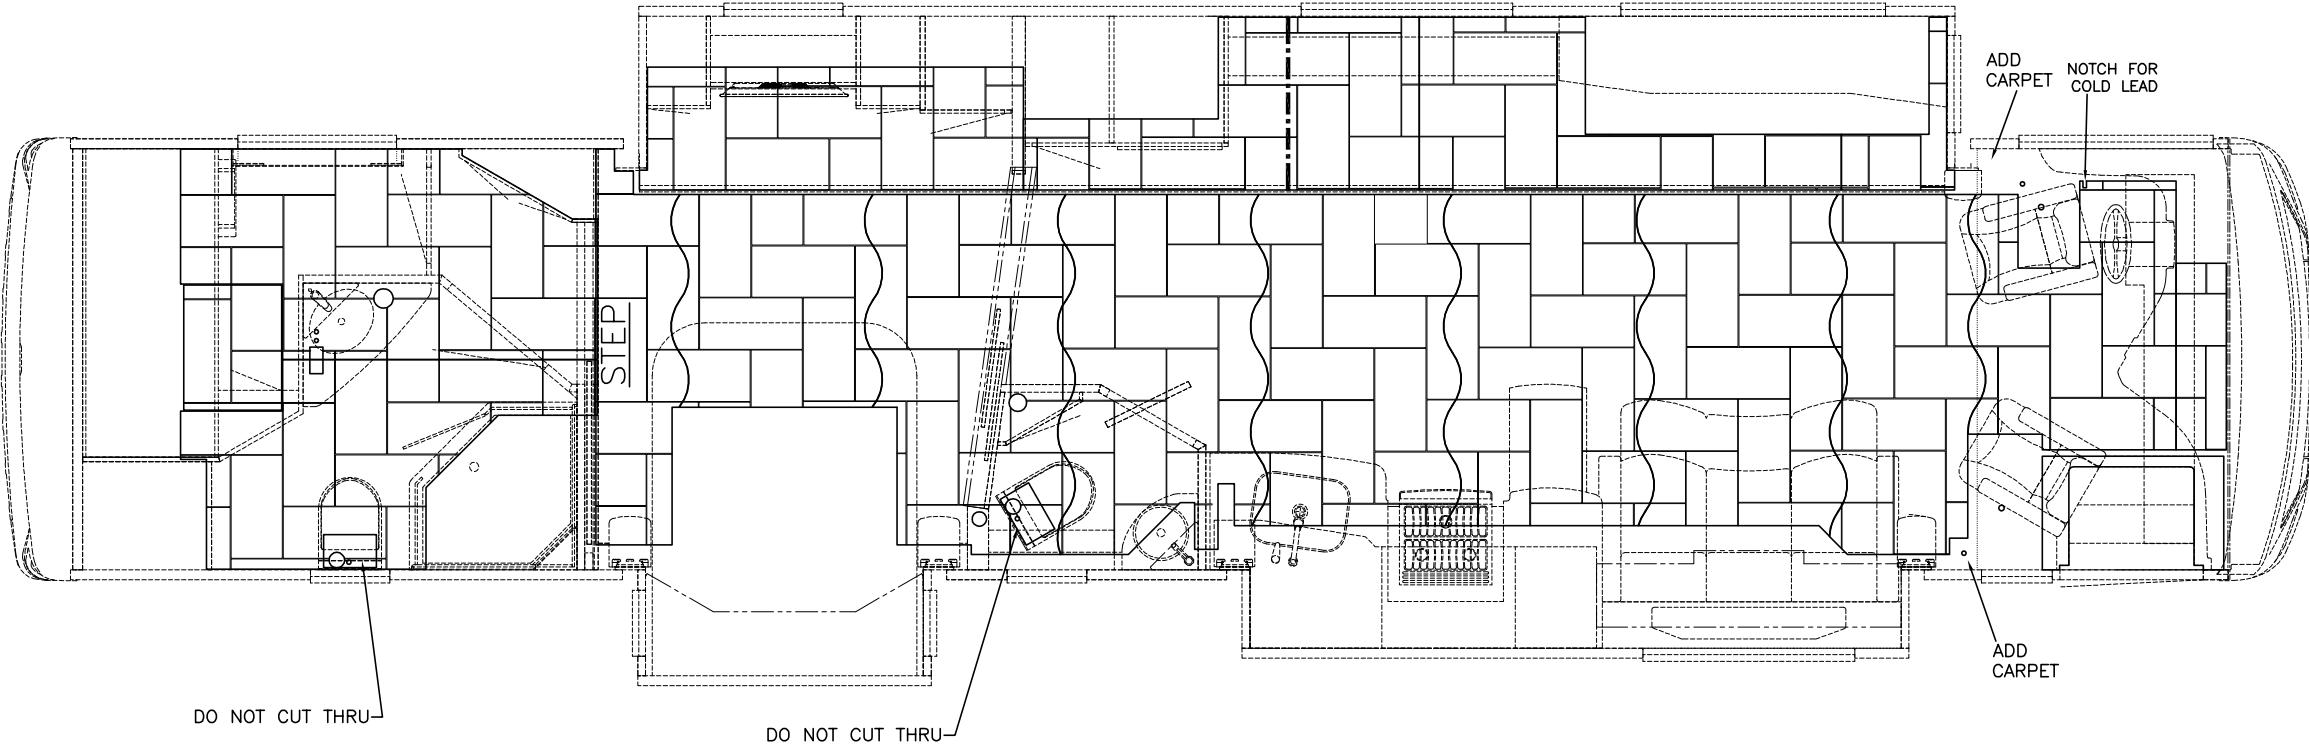 ADD
CARPET
NOTCH FOR
COLD LEAD
STEP
ADD
CARPET
DO NOT CUT THRU
DO NOT CUT THRU